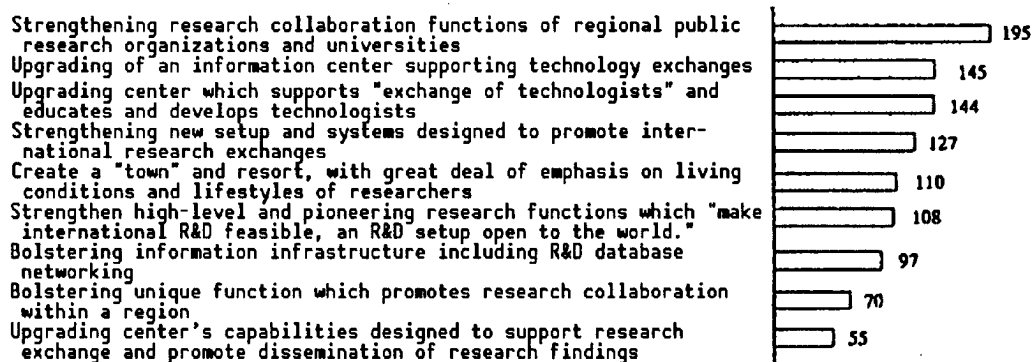 Strengthening research collaboration functions of regional public
research organizations and universities
195
Upgrading of an information center supporting technology exchanges
145
Upgrading center which supports "exchange of technologists" and
educates and develops technologists
144
Strengthening new setup and systems designed to promote inter-
national research exchanges
127
Create a "town" and resort, with great deal of emphasis on living
conditions and lifestyles of researchers
110
Strengthen high-level and pioneering research functions which "make
international R&D feasible, an R&D setup open to the world."
108
Bolstering information infrastructure including R&D database
networking
97
Bolstering unique function which promotes research collaboration
within a region
70
Upgrading center's capabilities designed to support research
exchange and promote dissemination of research findings
55